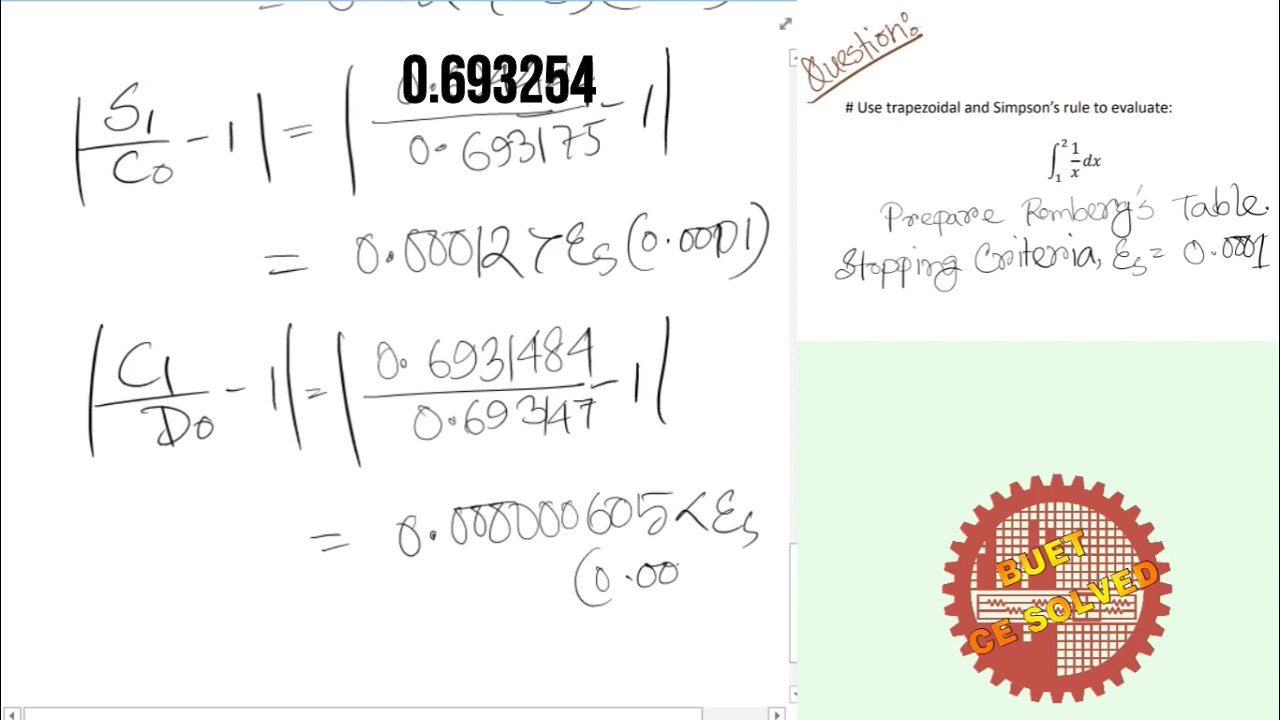 0.693254
| S₁/C₀ - 1 | = | 0.693254/0.693175 - 1 |
= 0.00012 > Es (0.0001)
| C₁/D₀ - 1 | = | 0.6931484/0.693147 - 1 |
= 0.000000605 < Es
(0.00
Question:
# Use trapezoidal and Simpson's rule to evaluate:
∫₁² 1/x dx
Prepare Romberg's Table.
Stopping Criteria, Es = 0.0001
BUET
CE SOLVED